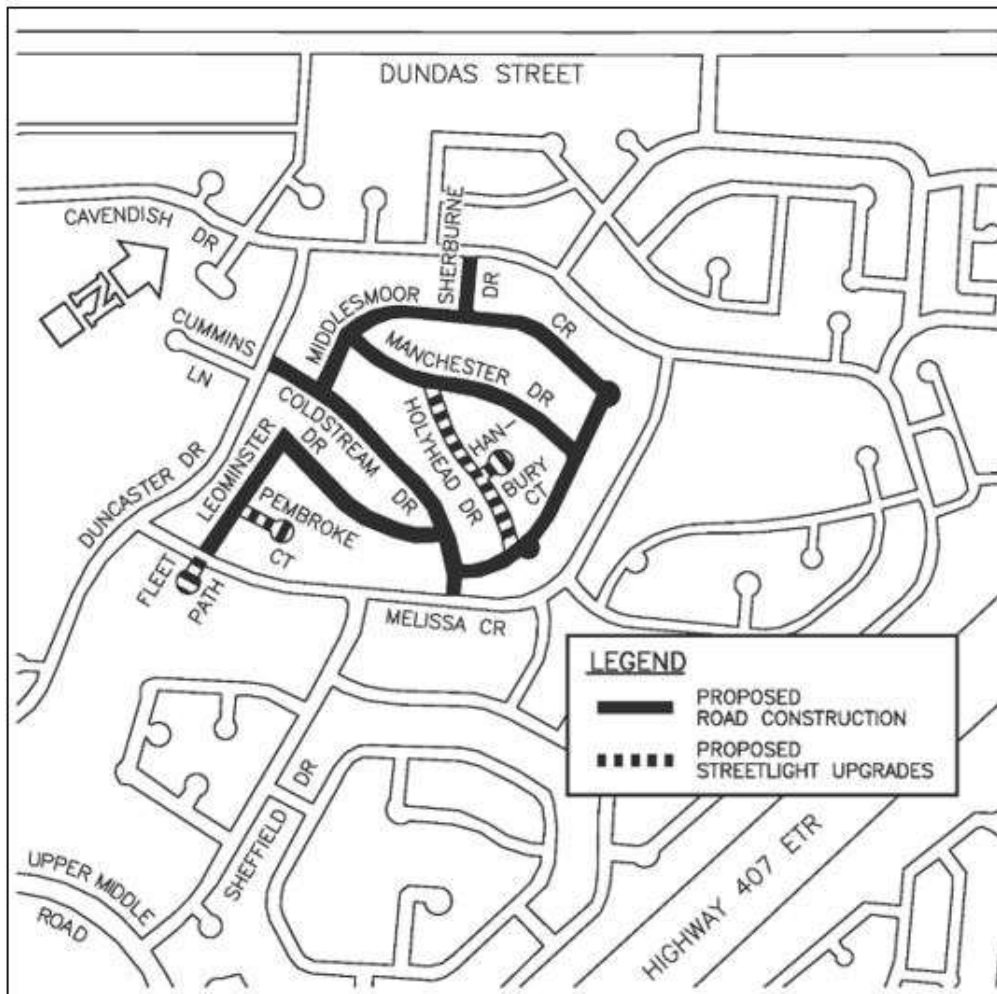 DUNDAS STREET
CAVENDISH
DR
N
SHERBURNE
DR
MIDDLESMOOR
CR
CUMMINS
LN
MANCHESTER DR
COLDSTREAM
DR
HOLYHEAD DR
HAN-
BURY
CT
LEOMINSTER
DR
DUNCASTER DR
PEMBROKE
CT
FLEET
PATH
MELISSA CR
LEGEND
PROPOSED
ROAD CONSTRUCTION
PROPOSED
STREETLIGHT UPGRADES
SHEFFIELD
DR
UPPER MIDDLE
ROAD
HIGHWAY 407 ETR